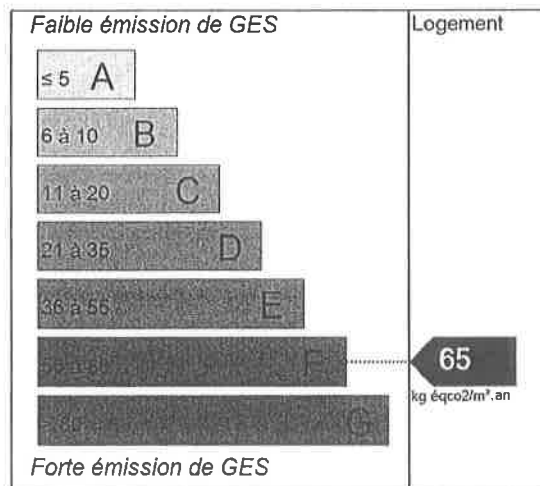 Faible émission de GES
Logement
≤ 5 A
6 à 10 B
11 à 20 C
21 à 35 D
36 à 55 E
F
65
kg éqco2/m².an
G
Forte émission de GES